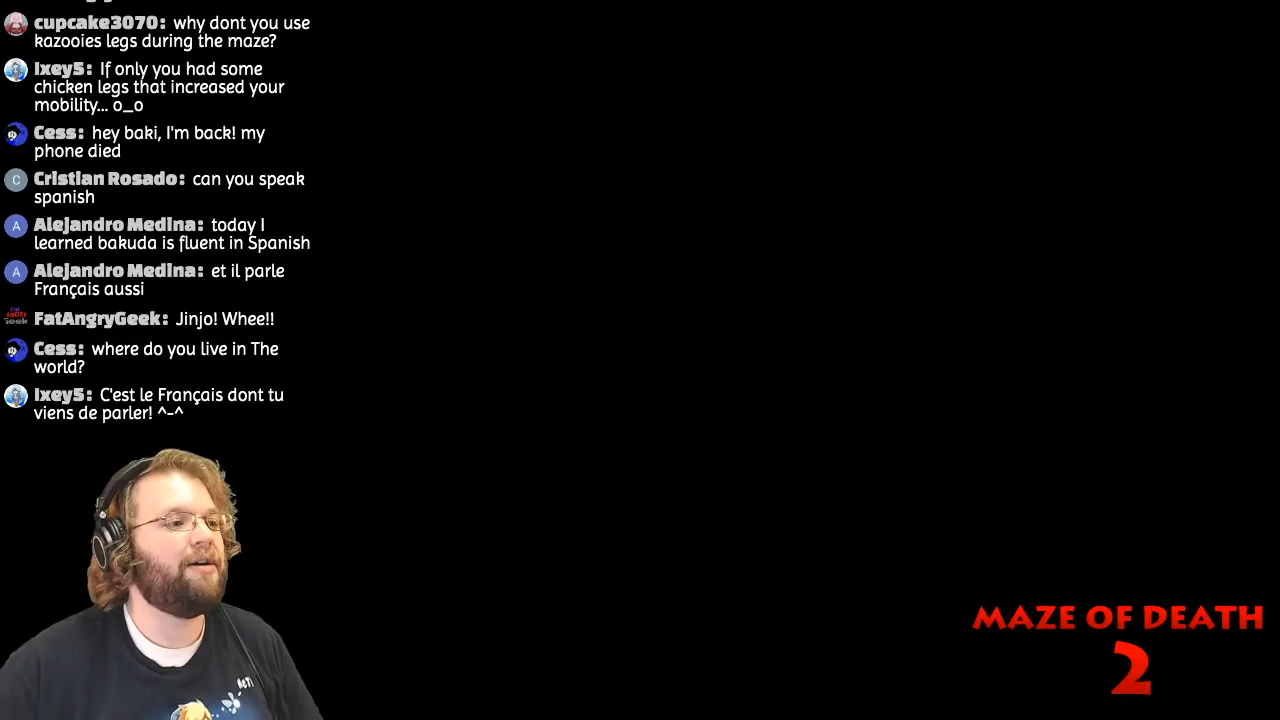 cupcake3070: why dont you use
kazooies legs during the maze?
Ixey5: If only you had some
chicken legs that increased your
mobility... o_o
Cess: hey baki, I'm back! my
phone died
C
Cristian Rosado: can you speak
spanish
A
Alejandro Medina: today I
learned bakuda is fluent in Spanish
A
Alejandro Medina: et il parle
Français aussi
FatAngryGeek: Jinjo! Whee!!
Cess: where do you live in The
world?
Ixey5: C'est le Français dont tu
viens de parler! ^-^
MAZE OF DEATH
2